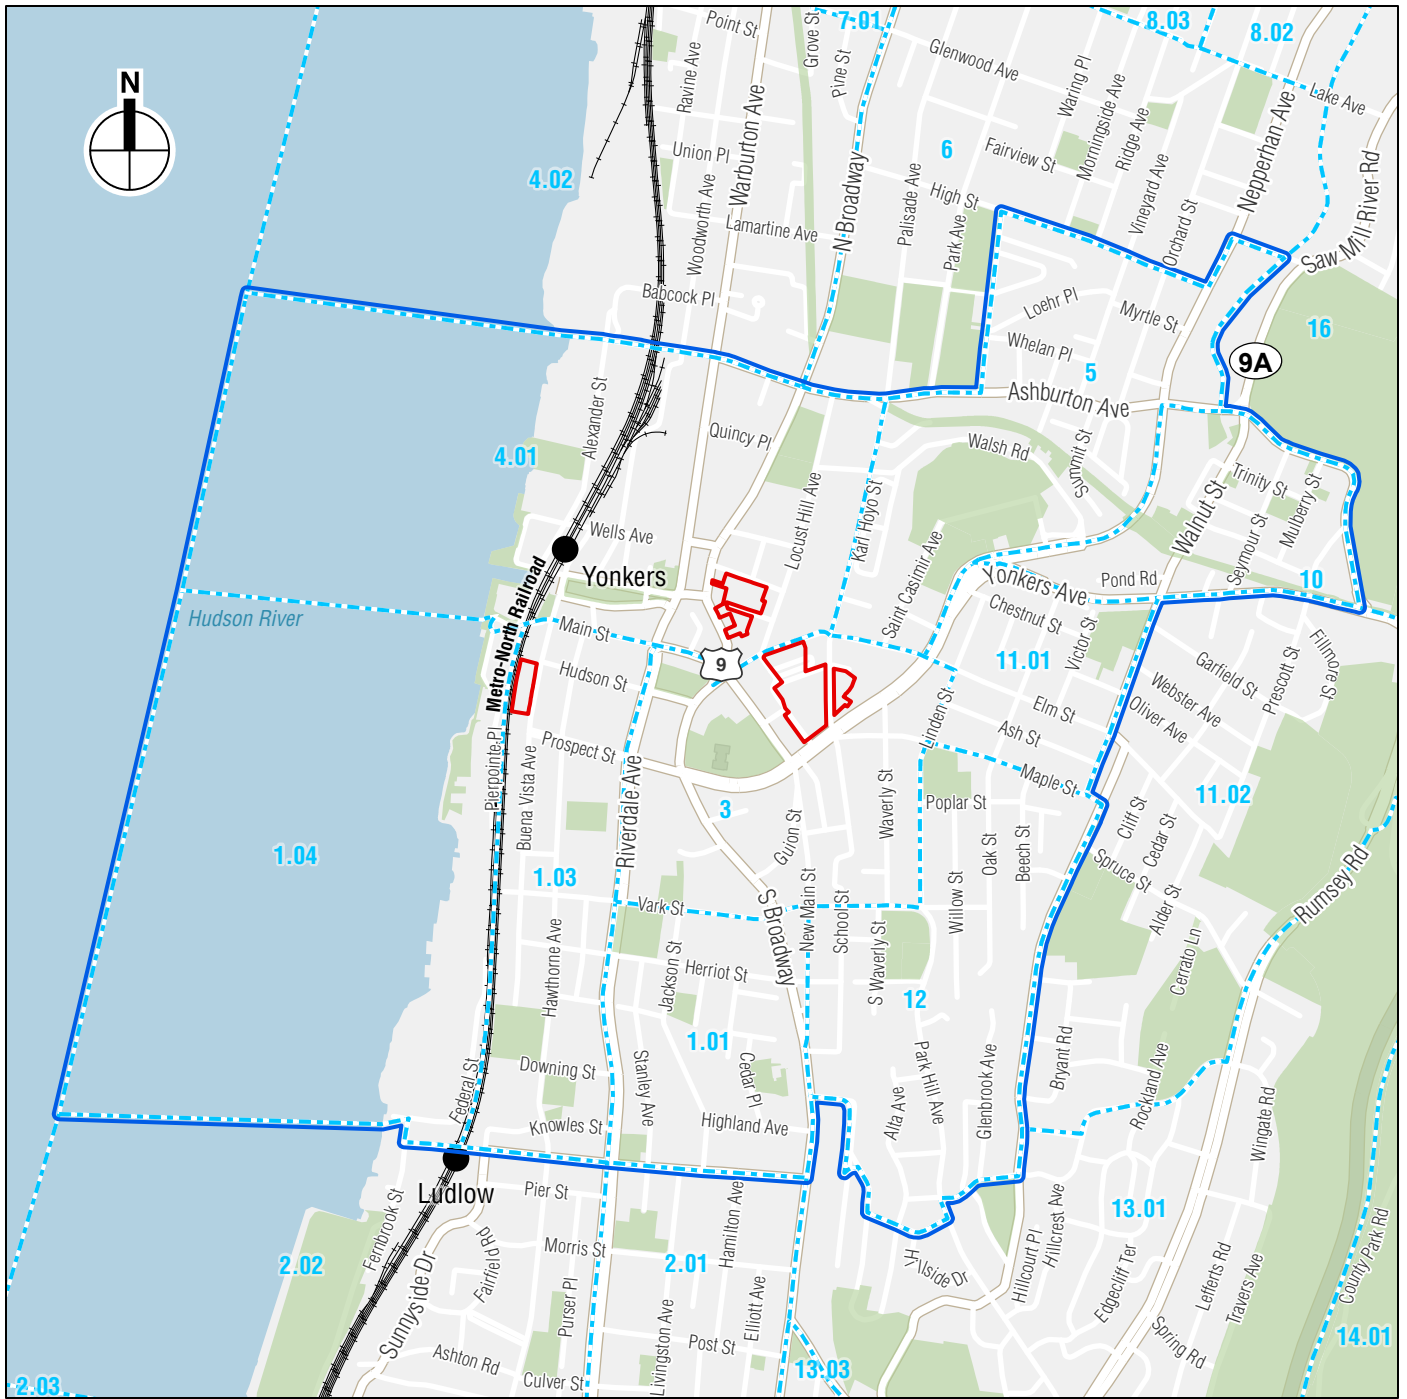 Point St
Grove St
7.01
8.03
8.02
Glenwood Ave
Pine St
Ravine Ave
Waring Pl
Morningside Ave
Ridge Ave
Lake Ave
N
Warburton Ave
Nepperhan Ave
Union Pl
6
Fairview St
4.02
High St
N Broadway
Palisade Ave
Park Ave
Vineyard Ave
Orchard St
Saw Mill River Rd
Woodworth Ave
Lamartine Ave
Babcock Pl
Loehr Pl
Myrtle St
16
Whelan Pl
9A
5
Ashburton Ave
Alexander St
Quincy Pl
Walsh Rd
Summit St
4.01
Locust Hill Ave
Karl Hoyo St
Trinity St
Mulberry St
Walnut St
Seymour St
Wells Ave
Yonkers
Saint Casimir Ave
Yonkers Ave
Pond Rd
10
Metro-North Railroad
Hudson River
Main St
Chestnut St
Victor St
Fillmore St
9
11.01
Garfield St
Prescott St
Hudson St
Webster Ave
Oliver Ave
Linden St
Elm St
Ash St
Prospect St
Pierpointe Pl
Buena Vista Ave
Riverdale Ave
Maple St
3
Waverly St
Poplar St
11.02
Guion St
Cliff St
Cedar St
Oak St
Beech St
1.04
1.03
Spruce St
Rumsey Rd
Vark St
S Broadway
New Main St
School St
Willow St
Alder St
Hawthorne Ave
Jackson St
Herriot St
S Waverly St
Cerrato Ln
12
1.01
Downing St
Federal St
Stanley Ave
Cedar Pl
Park Hill Ave
Glenbrook Ave
Bryant Rd
Rockland Ave
Knowles St
Highland Ave
Alta Ave
Wingate Rd
Ludlow
Pier St
Fernbrook St
Hamilton Ave
Hillcourt Pl
Hillcrest Ave
13.01
County Park Rd
Sunnyside Dr
Fairfield Rd
Morris St
2.02
2.01
Hillside Dr
Edgecliff Ter
Lefferts Rd
Travers Ave
Purser Pl
Livingston Ave
Elliott Ave
Post St
Spring Rd
14.01
Ashton Rd
Culver St
13.03
2.03